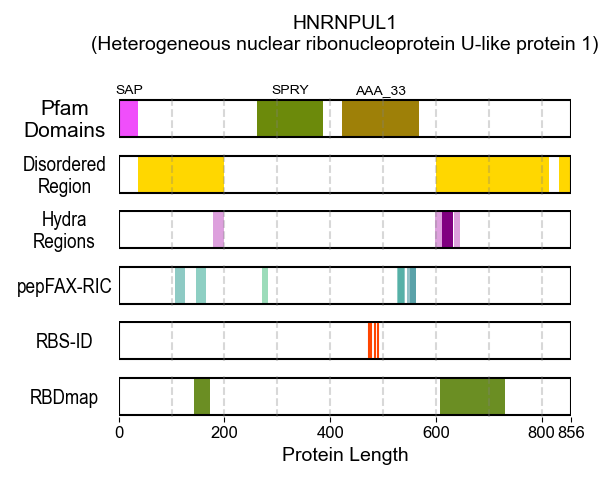 HNRNPUL1
(Heterogeneous nuclear ribonucleoprotein U-like protein 1)
SAP SPRY AAA_33
Pfam
Domains
Disordered
Region
Hydra
Regions
pepFAX-RIC
RBS-ID
RBDmap
0 200 400 600 800 856
Protein Length